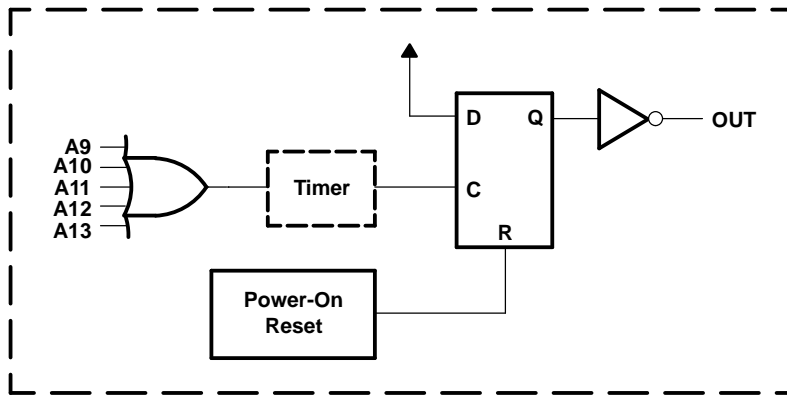 A9
A10
A11
A12
A13
Timer
D
Q
C
R
OUT
Power-On
Reset